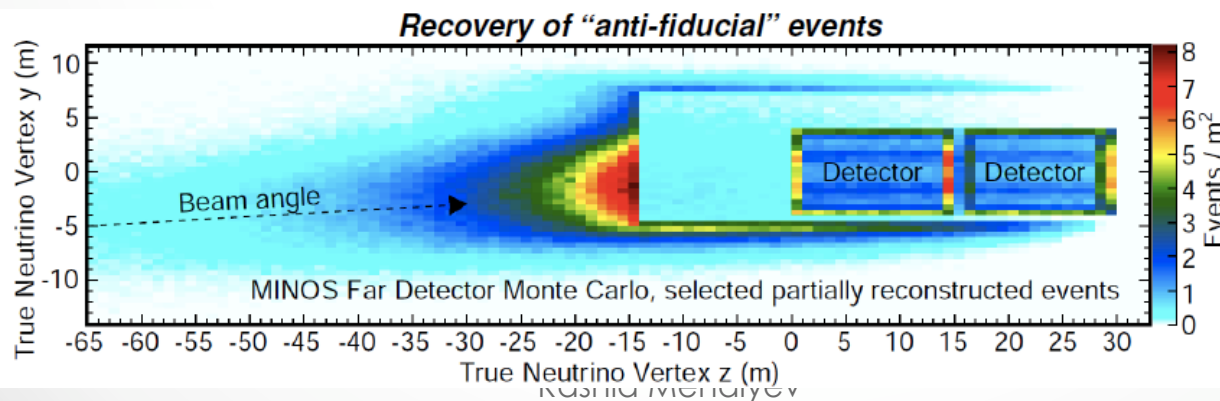 Recovery of “anti-fiducial” events
True Neutrino Vertex y (m)
10
5
0
-5
-10
Beam angle
Detector
Detector
MINOS Far Detector Monte Carlo, selected partially reconstructed events
-65 -60 -55 -50 -45 -40 -35 -30 -25 -20 -15 -10 -5 0 5 10 15 20 25 30
True Neutrino Vertex z (m)
8
7
6
5
4
3
2
1
0
Events / m²